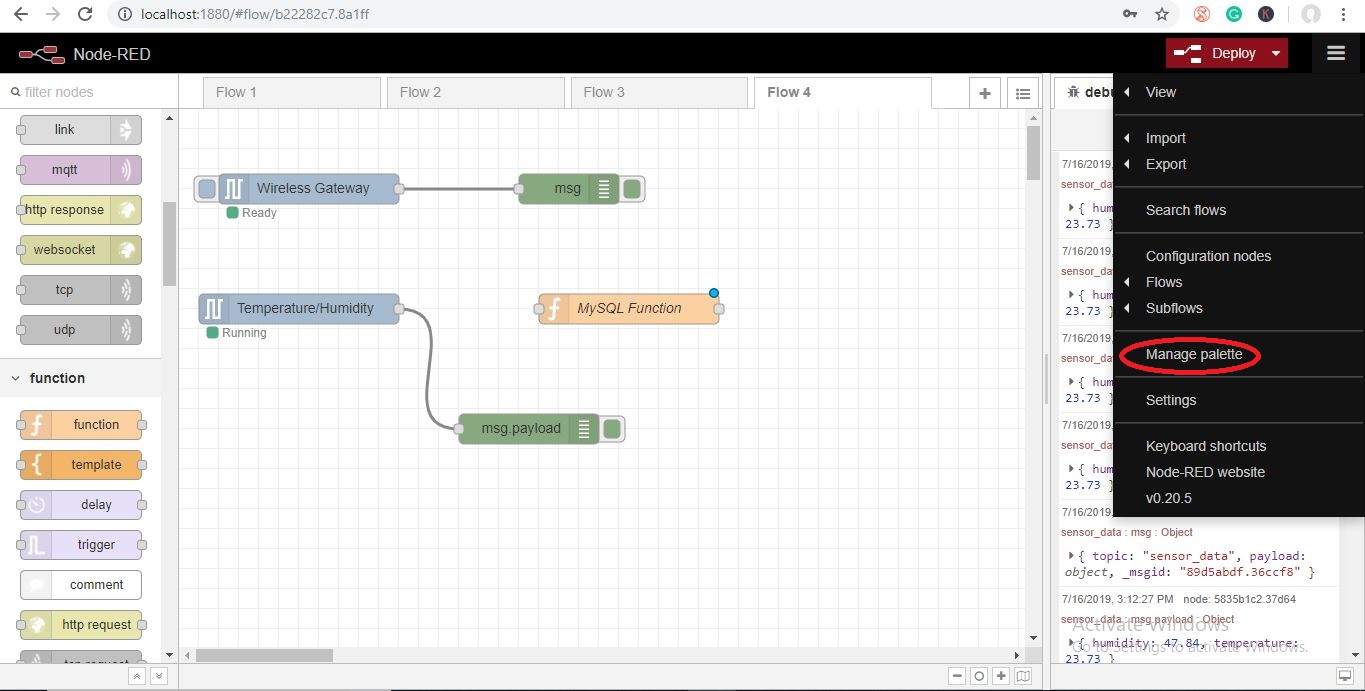 localhost:1880/#flow/b22282c7.8a1ff
K
Node-RED
Deploy
filter nodes
Flow 1
Flow 2
Flow 3
Flow 4
debu
link
mqtt
http response
websocket
tcp
udp
function
function
template
delay
trigger
comment
http request
tcp request
Wireless Gateway
Ready
msg
Temperature/Humidity
Running
MySQL Function
msg.payload
View
Import
Export
Search flows
Configuration nodes
Flows
Subflows
Manage palette
Settings
Keyboard shortcuts
Node-RED website
v0.20.5
7/16/2019,
sensor_da
{ hum
23.73 }
7/16/2019,
sensor_da
{ hum
23.73 }
7/16/2019,
sensor_da
{ hum
23.73 }
7/16/2019,
sensor_da
{ hum
23.73 }
7/16/2019,
sensor_data : msg : Object
{ topic: "sensor_data", payload:
object, _msgid: "89d5abdf.36ccf8" }
7/16/2019, 3:12:27 PM node: 5835b1c2.37d64
sensor_data : msg.payload : Object
{ humidity: 47.84, temperature:
23.73 }
Activate Windows
Go to Settings to activate Windows.